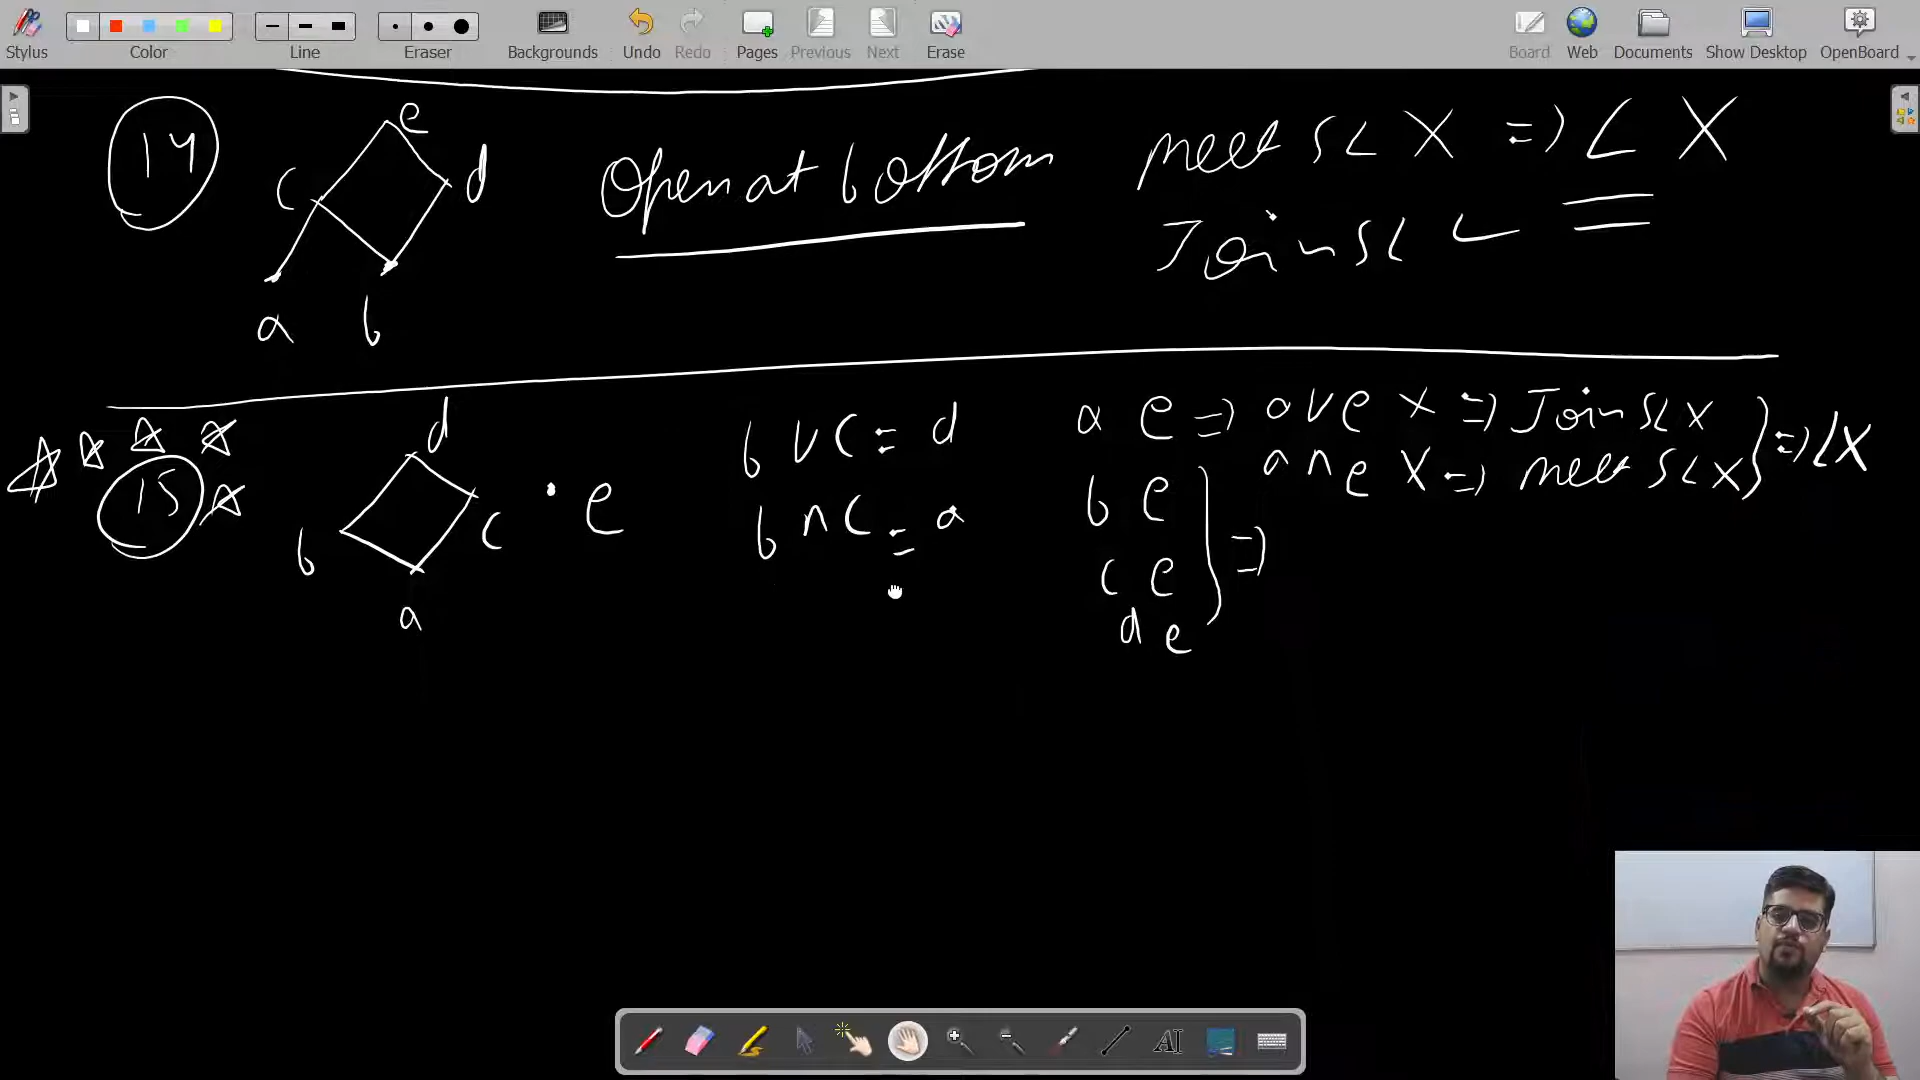 Stylus Color Line Eraser Backgrounds Undo Redo Pages Previous Next Erase Board Web Documents Show Desktop OpenBoard
14
e
c
d
a b
Open at bottom
meet SL X => L X
Join SL ✓
15
d
b
c
a
• e
b ∨ c = d
b ∧ c = a
a e => a ∨ e X => Join SL X
a ∧ e X => meet SL X } => L X
b e
c e
d e } =>
AI